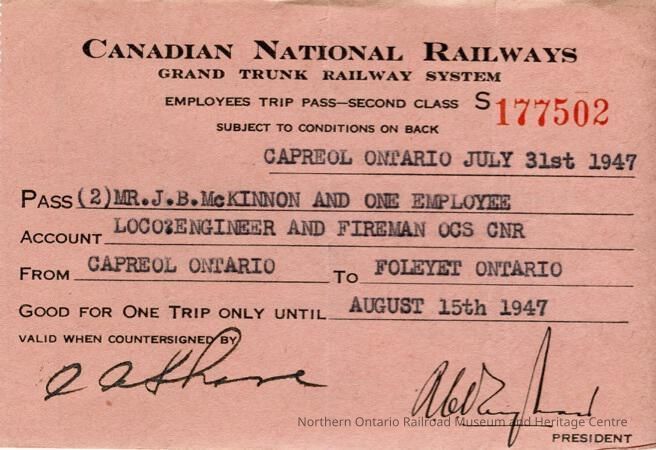 CANADIAN NATIONAL RAILWAYS
GRAND TRUNK RAILWAY SYSTEM
EMPLOYEES TRIP PASS—SECOND CLASS S 177502
SUBJECT TO CONDITIONS ON BACK
CAPREOL ONTARIO JULY 31st 1947
PASS (2) MR.J.B.McKINNON AND ONE EMPLOYEE
ACCOUNT LOCO?ENGINEER AND FIREMAN OCS CNR
FROM CAPREOL ONTARIO TO FOLEYET ONTARIO
GOOD FOR ONE TRIP ONLY UNTIL AUGUST 15th 1947
VALID WHEN COUNTERSIGNED BY
Northern Ontario Railroad Museum and Heritage Centre
PRESIDENT